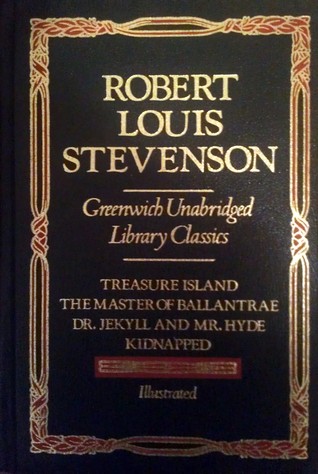 ROBERT
LOUIS
STEVENSON
Greenwich Unabridged
Library Classics
TREASURE ISLAND
THE MASTER OF BALLANTRAE
DR. JEKYLL AND MR. HYDE
KIDNAPPED
Illustrated